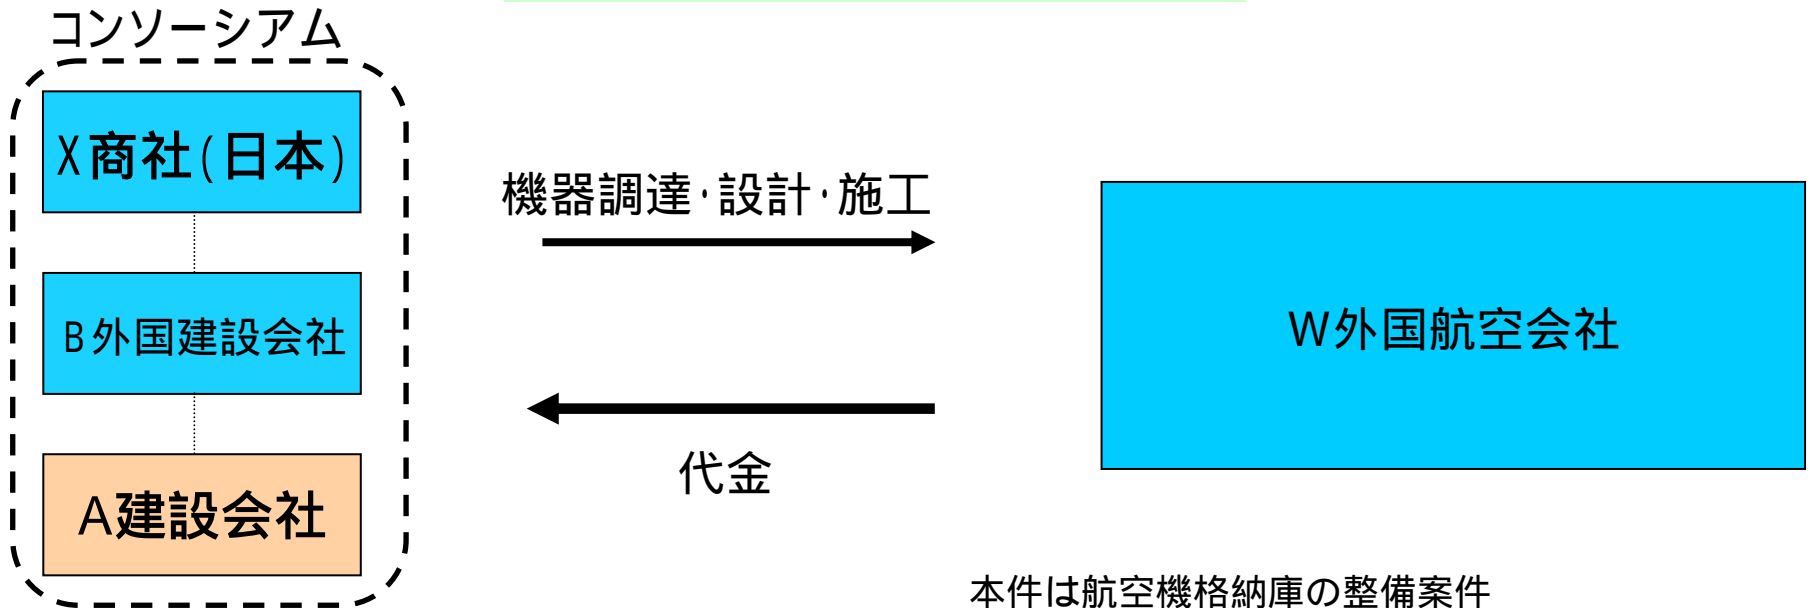 コンソーシアム
X商社(日本)
B外国建設会社
A建設会社
機器調達・設計・施工
代金
W外国航空会社
本件は航空機格納庫の整備案件